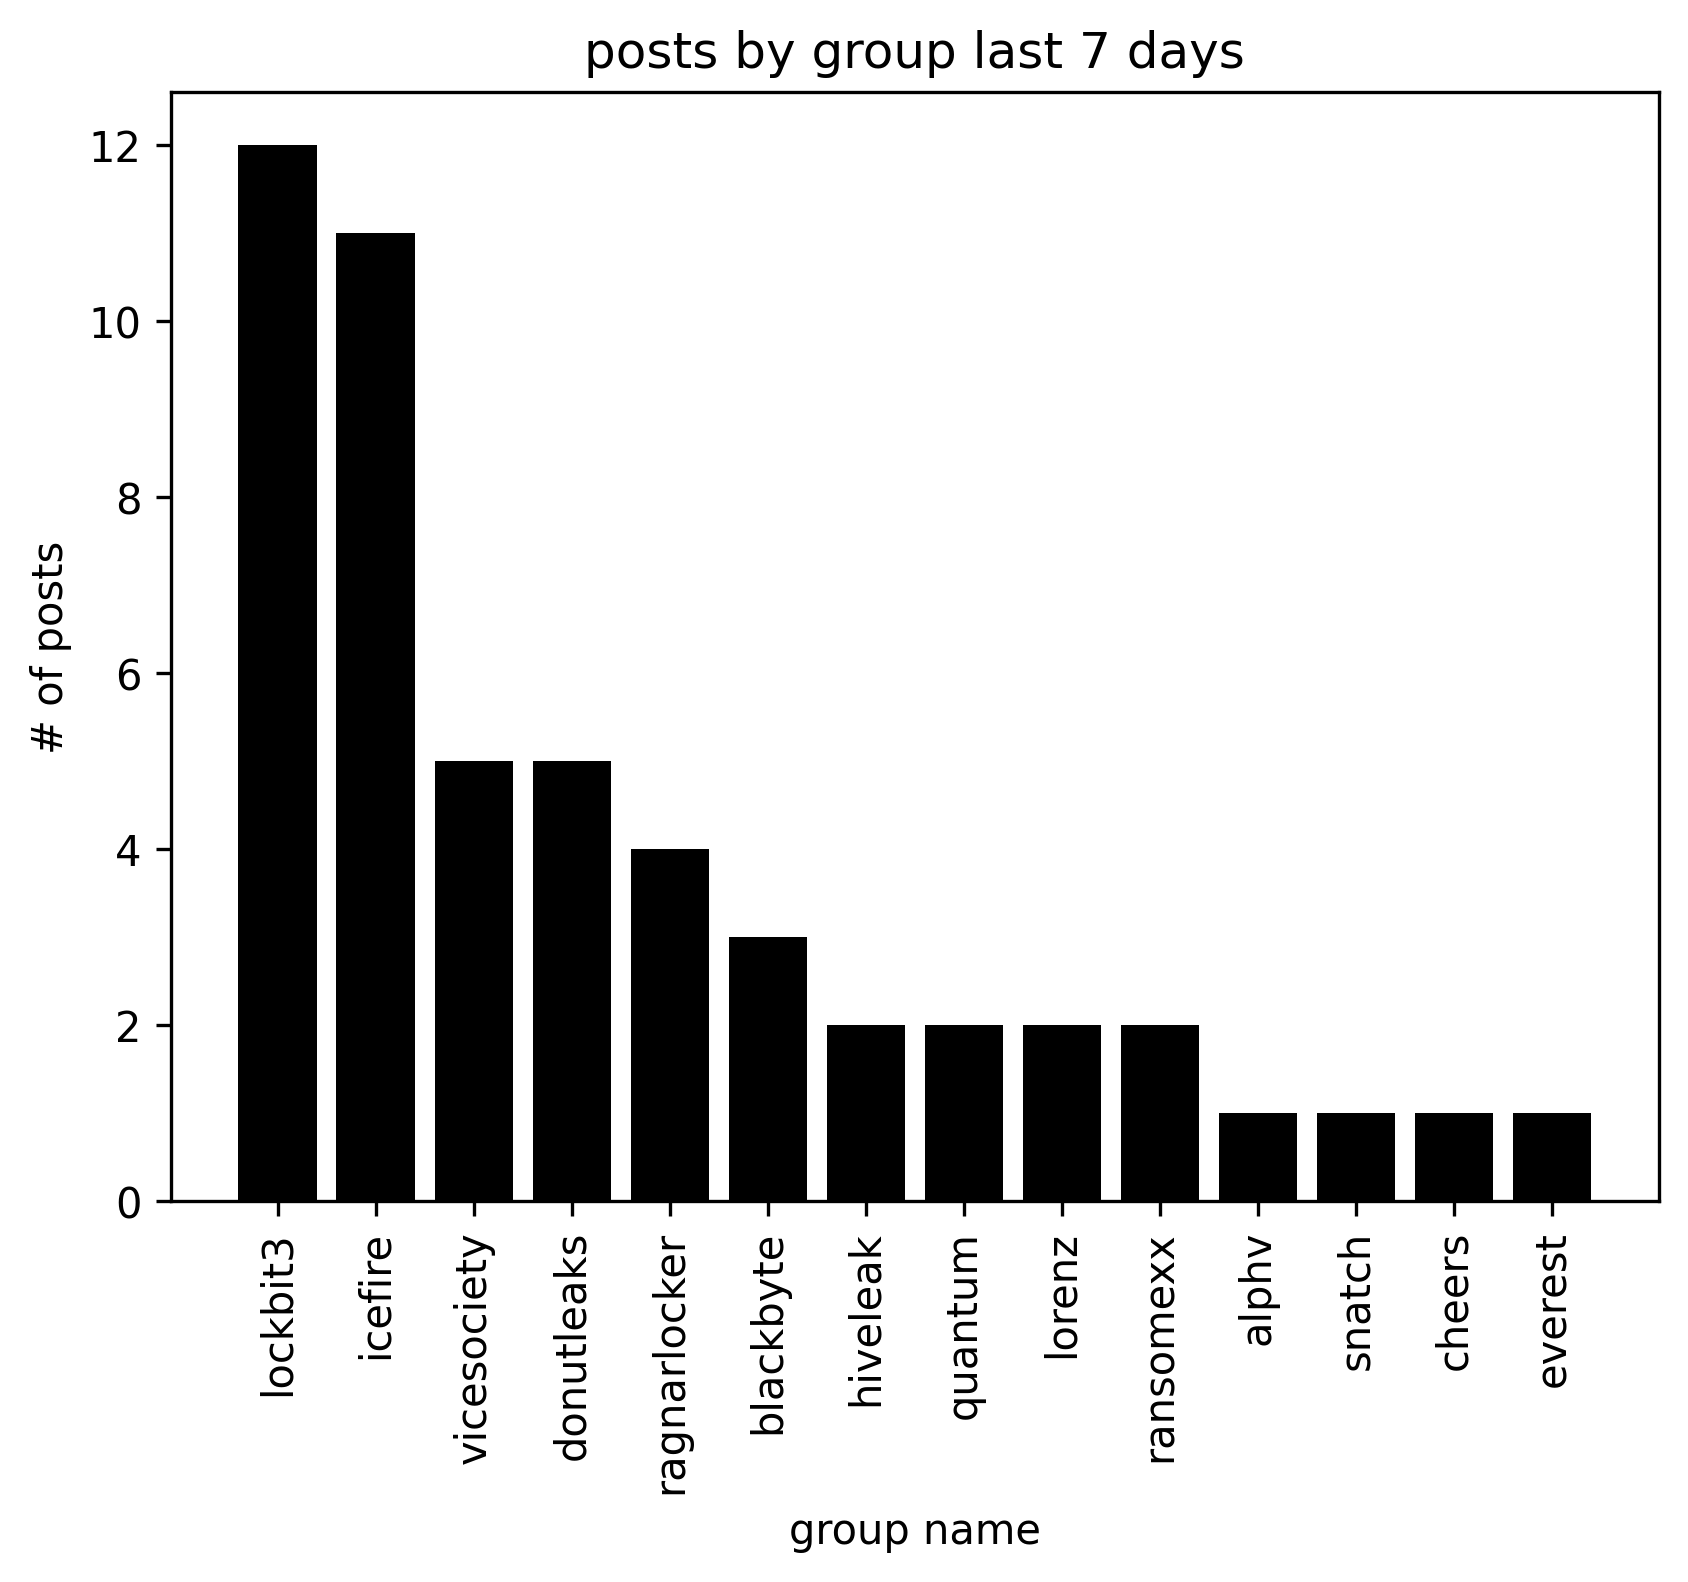 posts by group last 7 days
12
10
8
6
4
2
0
# of posts
lockbit3
icefire
vicesociety
donutleaks
ragnarlocker
blackbyte
hiveleak
quantum
lorenz
ransomexx
alphv
snatch
cheers
everest
group name